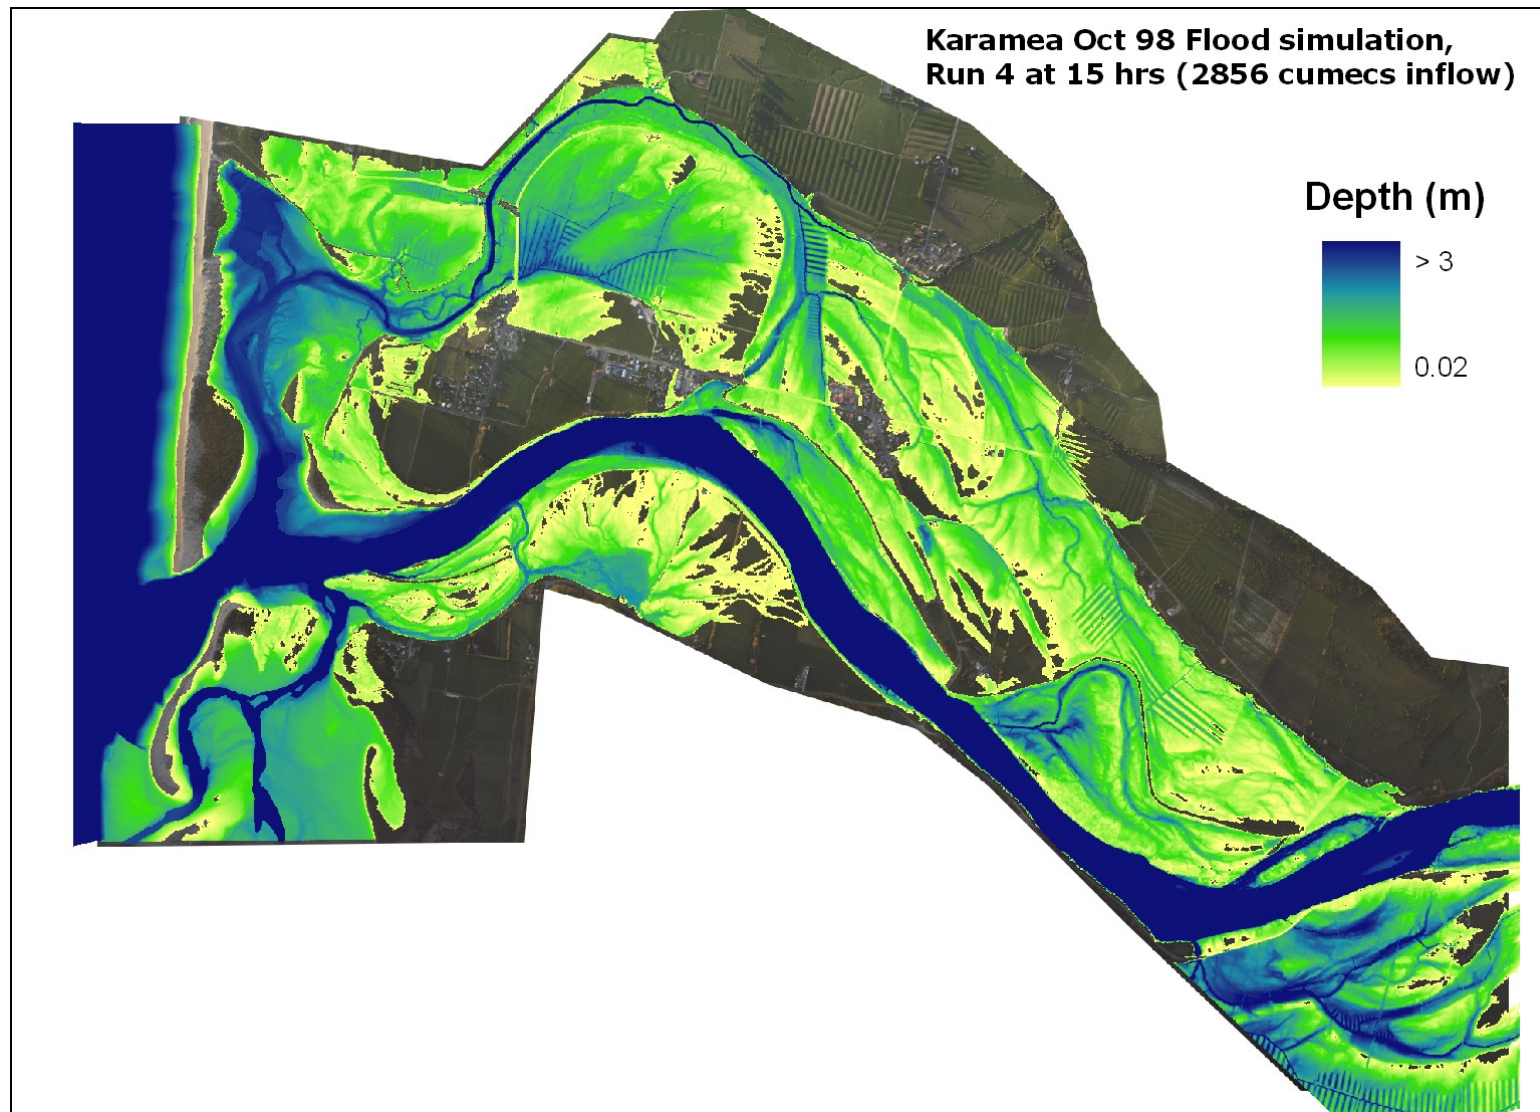 Karamea Oct 98 Flood simulation,
Run 4 at 15 hrs (2856 cumecs inflow)
Depth (m)
> 3
0.02